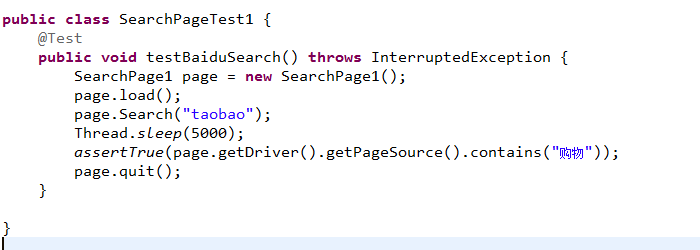 public class SearchPageTest1 {
    @Test
    public void testBaiduSearch() throws InterruptedException {
        SearchPage1 page = new SearchPage1();
        page.load();
        page.Search("taobao");
        Thread.sleep(5000);
        assertTrue(page.getDriver().getPageSource().contains("购物"));
        page.quit();
    }
}